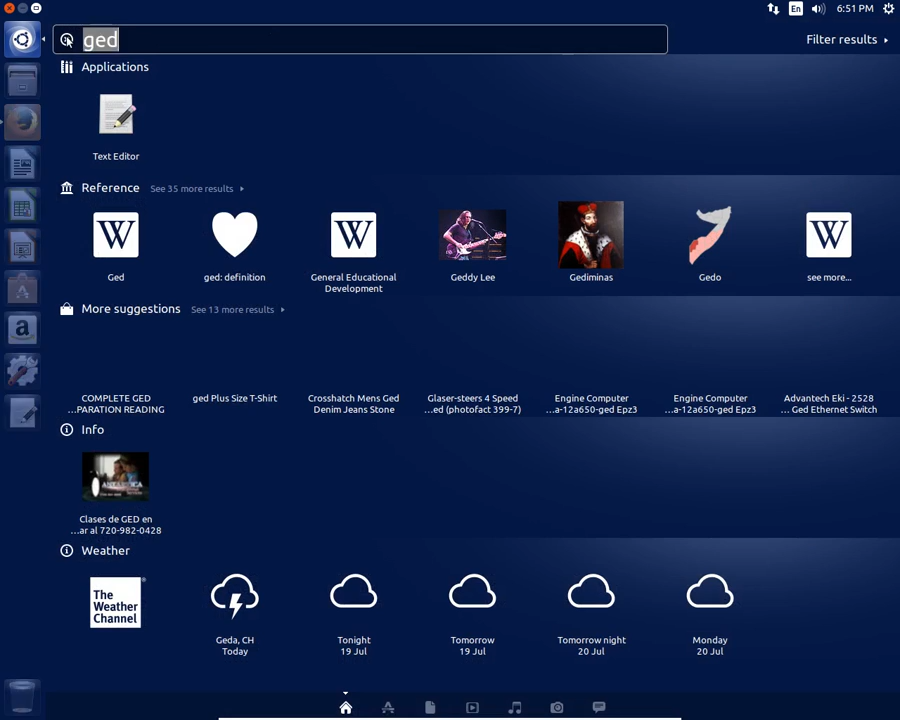 En
6:51 PM
ged
Filter results
Applications
Text Editor
Reference
See 35 more results
W
W
W
Ged
ged: definition
General Educational
Development
Geddy Lee
Gediminas
Gedo
see more...
More suggestions
See 13 more results
COMPLETE GED
...PARATION READING
ged Plus Size T-Shirt
Crosshatch Mens Ged
Denim Jeans Stone
Glaser-steers 4 Speed
...ed (photofact 399-7)
Engine Computer
...a-12a650-ged Epz3
Engine Computer
...a-12a650-ged Epz3
Advantech Eki - 2528
... Ged Ethernet Switch
Info
Clases de GED en
...ar al 720-982-0428
Weather
The
Weather
Channel
Geda, CH
Today
Tonight
19 Jul
Tomorrow
19 Jul
Tomorrow night
20 Jul
Monday
20 Jul